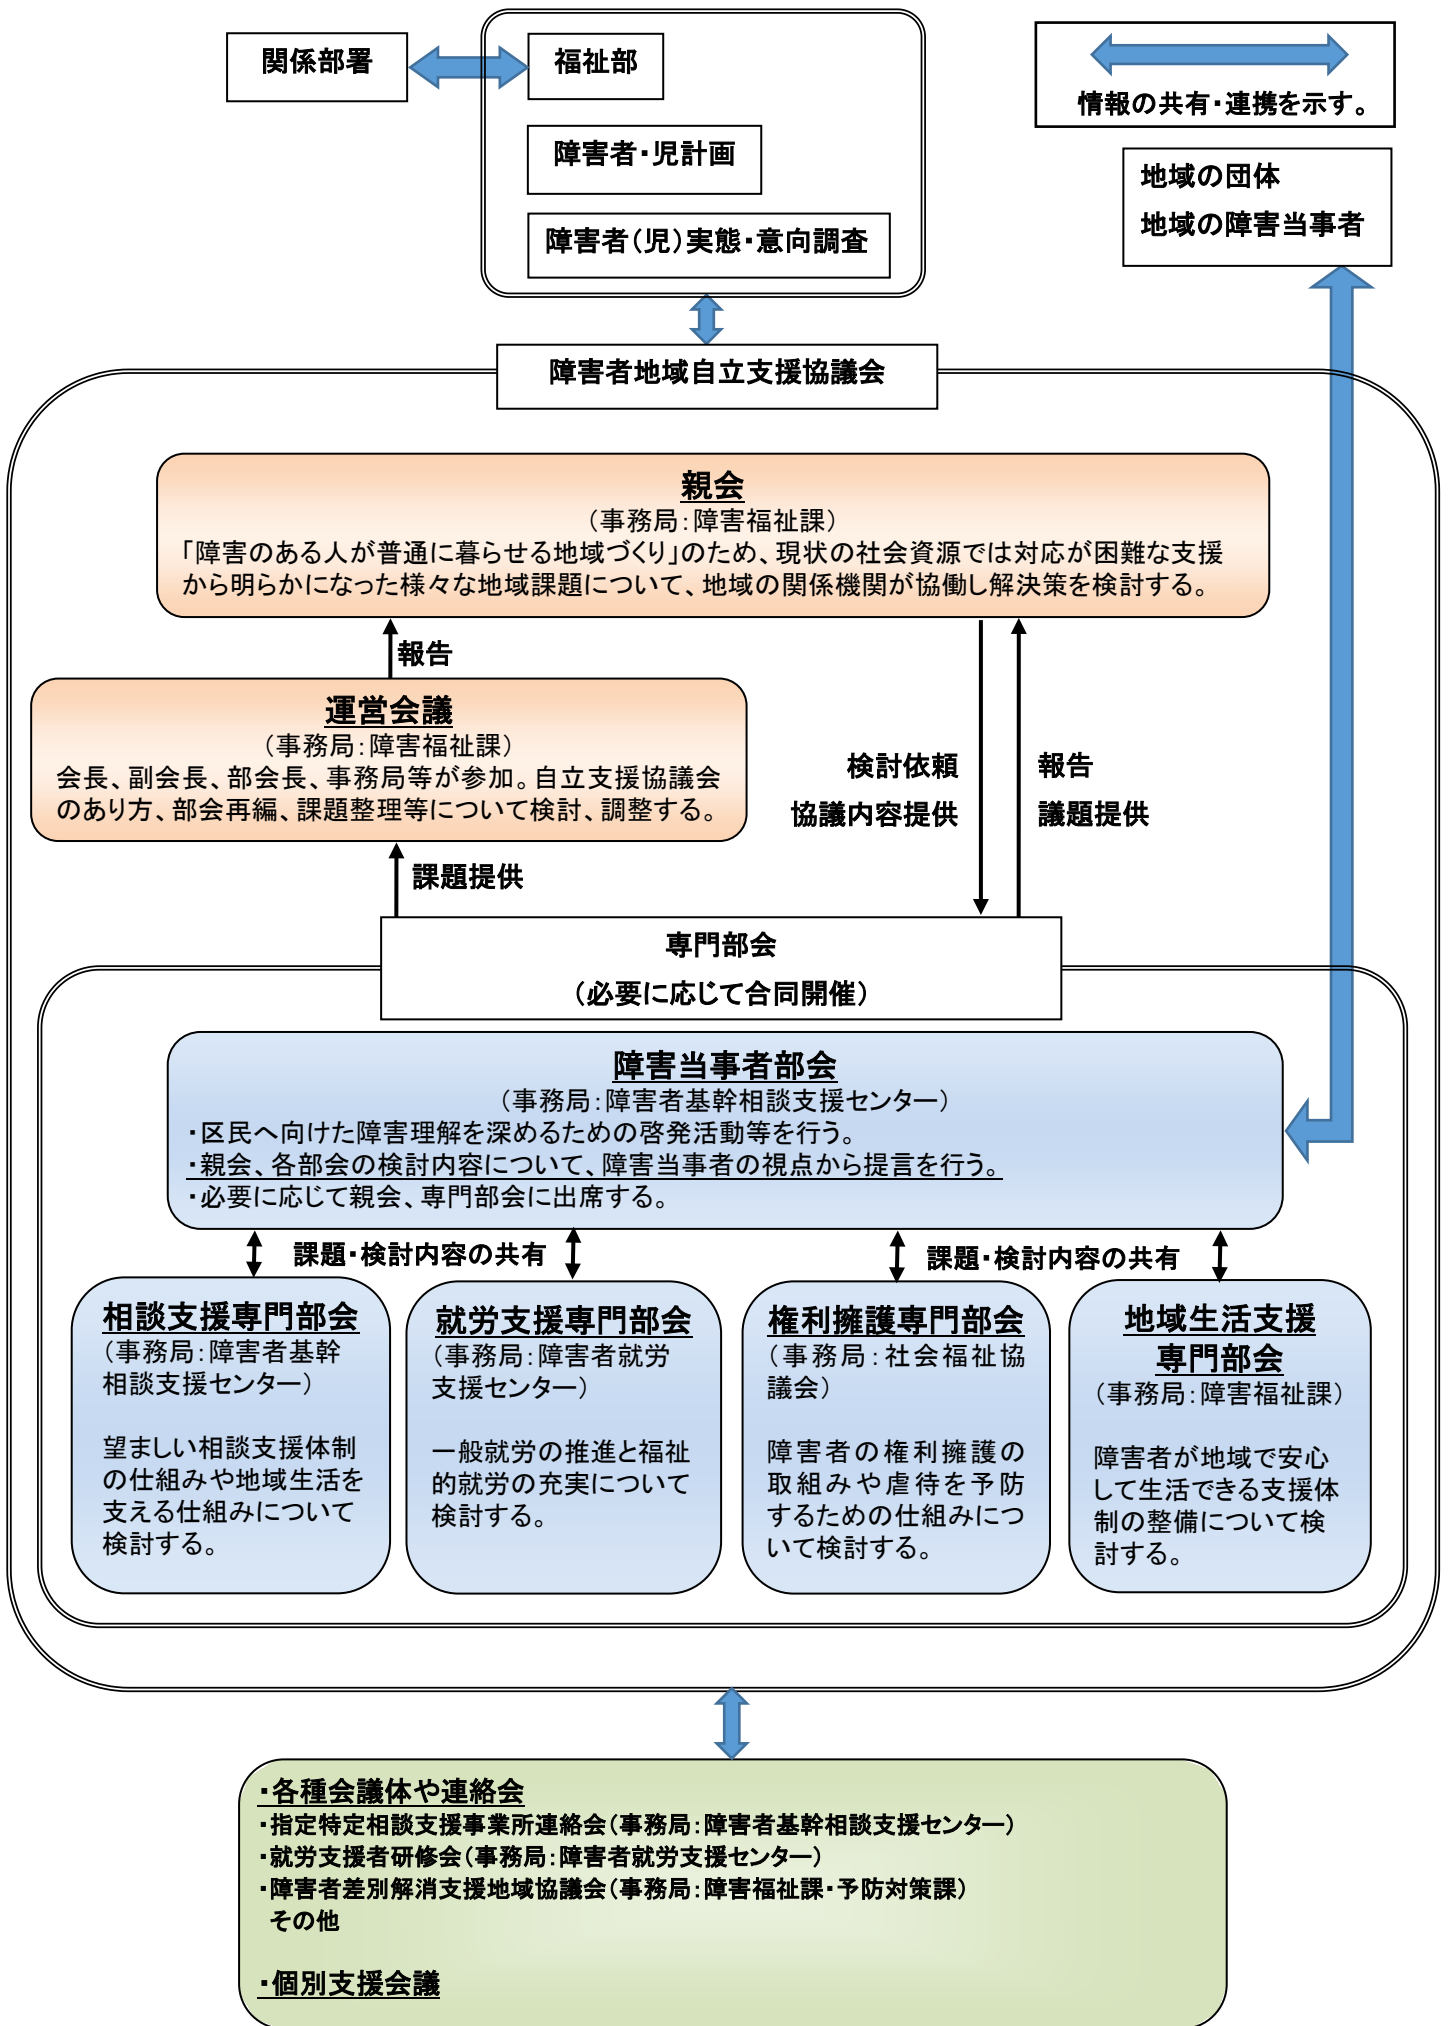 関係部署
福祉部
障害者・児計画
障害者(児)実態・意向調査
情報の共有・連携を示す。
地域の団体
地域の障害当事者
障害者地域自立支援協議会
親会
(事務局:障害福祉課)
「障害のある人が普通に暮らせる地域づくり」のため、現状の社会資源では対応が困難な支援
から明らかになった様々な地域課題について、地域の関係機関が協働し解決策を検討する。
報告
運営会議
(事務局:障害福祉課)
会長、副会長、部会長、事務局等が参加。自立支援協議会
のあり方、部会再編、課題整理等について検討、調整する。
検討依頼
協議内容提供
報告
議題提供
課題提供
専門部会
(必要に応じて合同開催)
障害当事者部会
(事務局:障害者基幹相談支援センター)
・区民へ向けた障害理解を深めるための啓発活動等を行う。
・親会、各部会の検討内容について、障害当事者の視点から提言を行う。
・必要に応じて親会、専門部会に出席する。
課題・検討内容の共有
課題・検討内容の共有
相談支援専門部会
(事務局:障害者基幹
相談支援センター)
望ましい相談支援体制
の仕組みや地域生活を
支える仕組みについて
検討する。
就労支援専門部会
(事務局:障害者就労
支援センター)
一般就労の推進と福祉
的就労の充実について
検討する。
権利擁護専門部会
(事務局:社会福祉協
議会)
障害者の権利擁護の
取組みや虐待を予防
するための仕組みにつ
いて検討する。
地域生活支援
専門部会
(事務局:障害福祉課)
障害者が地域で安心
して生活できる支援体
制の整備について検
討する。
・各種会議体や連絡会
・指定特定相談支援事業所連絡会(事務局:障害者基幹相談支援センター)
・就労支援者研修会(事務局:障害者就労支援センター)
・障害者差別解消支援地域協議会(事務局:障害福祉課・予防対策課)
その他
・個別支援会議